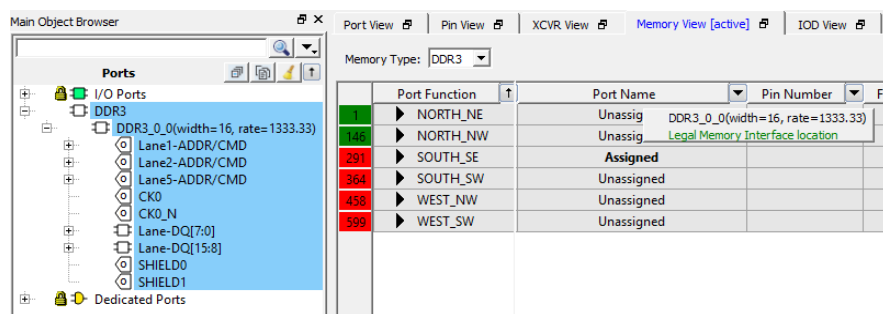 Main Object Browser
Ports
I/O Ports
DDR3
DDR3_0_0(width=16, rate=1333.33)
Lane1-ADDR/CMD
Lane2-ADDR/CMD
Lane5-ADDR/CMD
CK0
CK0_N
Lane-DQ[7:0]
Lane-DQ[15:8]
SHIELD0
SHIELD1
Dedicated Ports
Port View Pin View XCVR View Memory View [active] IOD View
Memory Type: DDR3
Port Function Port Name Pin Number F
1 NORTH_NE Unassig
146 NORTH_NW Unassig
291 SOUTH_SE Assigned
364 SOUTH_SW Unassigned
458 WEST_NW Unassigned
599 WEST_SW Unassigned
DDR3_0_0(width=16, rate=1333.33)
Legal Memory Interface location